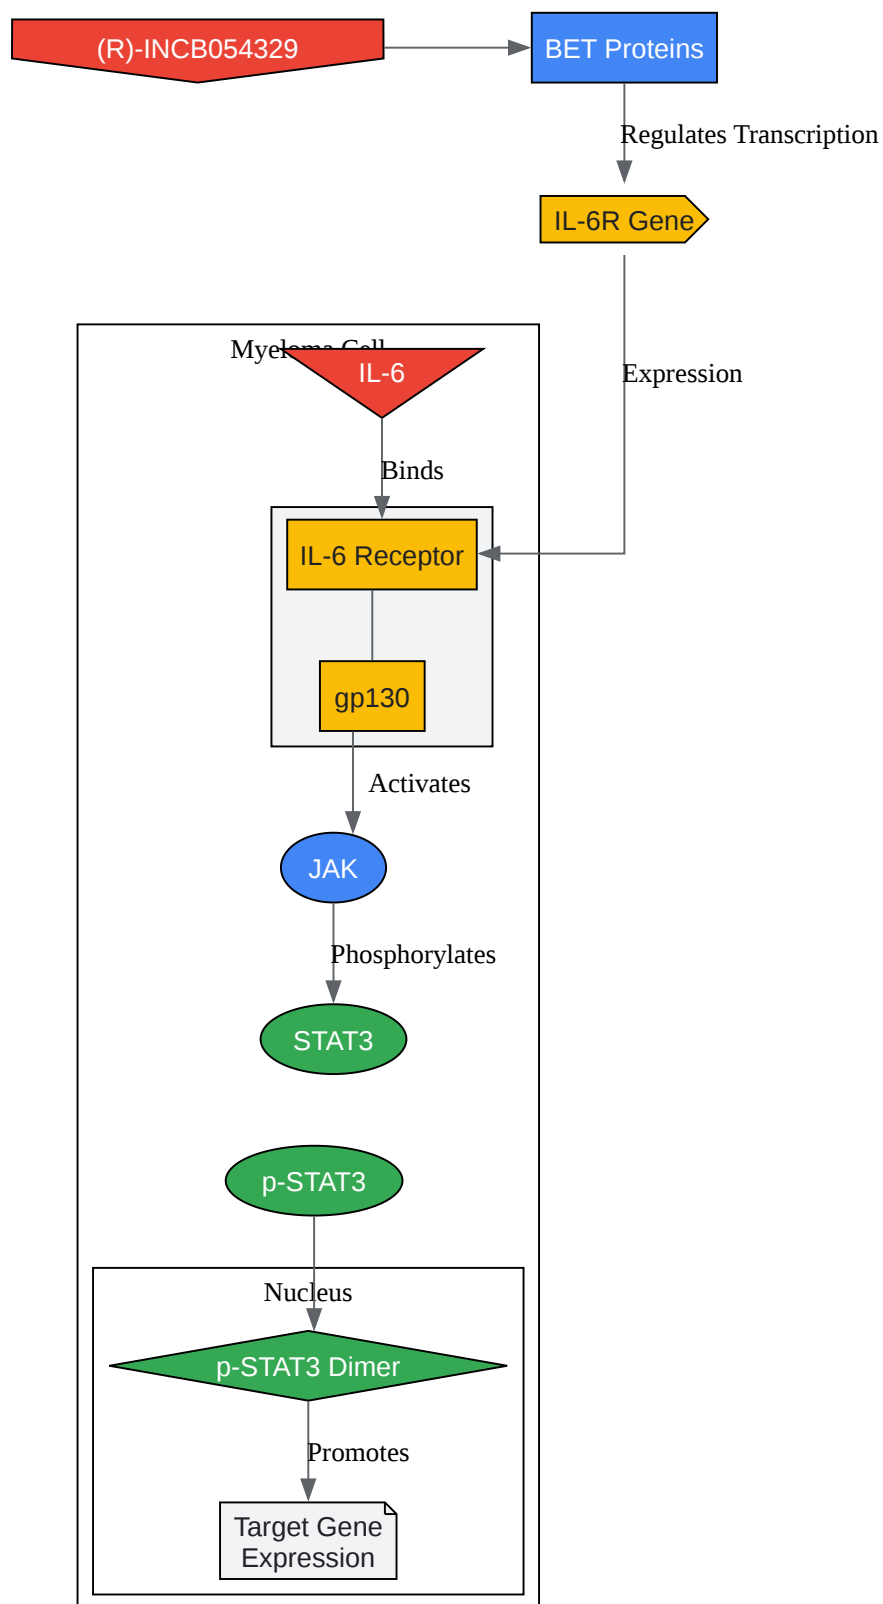 (R)-INCB054329
BET Proteins
Regulates Transcription
IL-6R Gene
Myeloma Cell
IL-6
Expression
Binds
IL-6 Receptor
gp130
Activates
JAK
Phosphorylates
STAT3
p-STAT3
Nucleus
p-STAT3 Dimer
Promotes
Target Gene
Expression